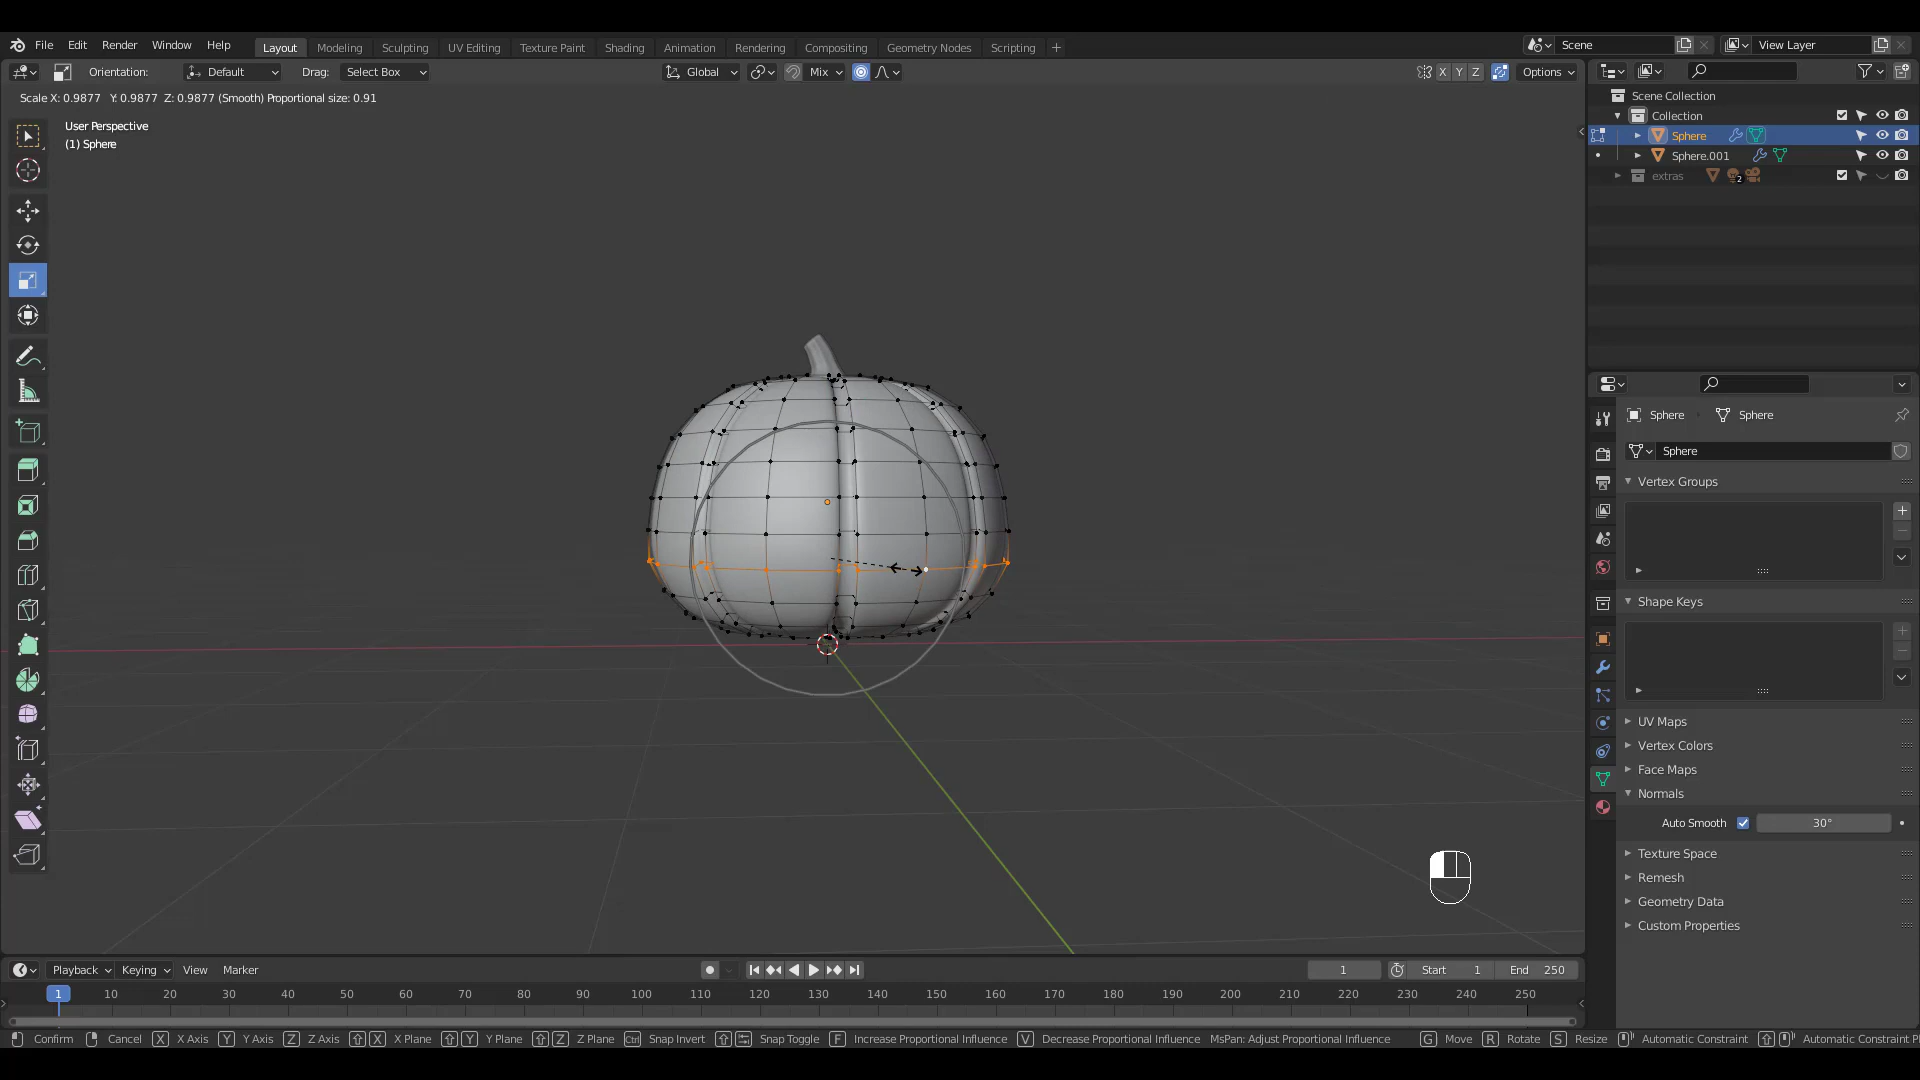 File Edit Render Window Help Layout Modeling Sculpting UV Editing Texture Paint Shading Animation Rendering Compositing Geometry Nodes Scripting + Scene View Layer
Orientation: Default Drag: Select Box Global Mix X Y Z Options
Scale X: 0.9877 Y: 0.9877 Z: 0.9877 (Smooth) Proportional size: 0.91
User Perspective
(1) Sphere
Scene Collection
Collection
Sphere
Sphere.001
extras 2
Sphere Sphere
Sphere
Vertex Groups
Shape Keys
UV Maps
Vertex Colors
Face Maps
Normals
Auto Smooth 30°
Texture Space
Remesh
Geometry Data
Custom Properties
Playback Keying View Marker 1 Start 1 End 250
1 10 20 30 40 50 60 70 80 90 100 110 120 130 140 150 160 170 180 190 200 210 220 230 240 250
Confirm Cancel X X Axis Y Y Axis Z Z Axis X X Plane Y Y Plane Z Z Plane Ctrl Snap Invert Snap Toggle F Increase Proportional Influence V Decrease Proportional Influence MsPan: Adjust Proportional Influence G Move R Rotate S Resize Automatic Constraint Automatic Constraint Pl